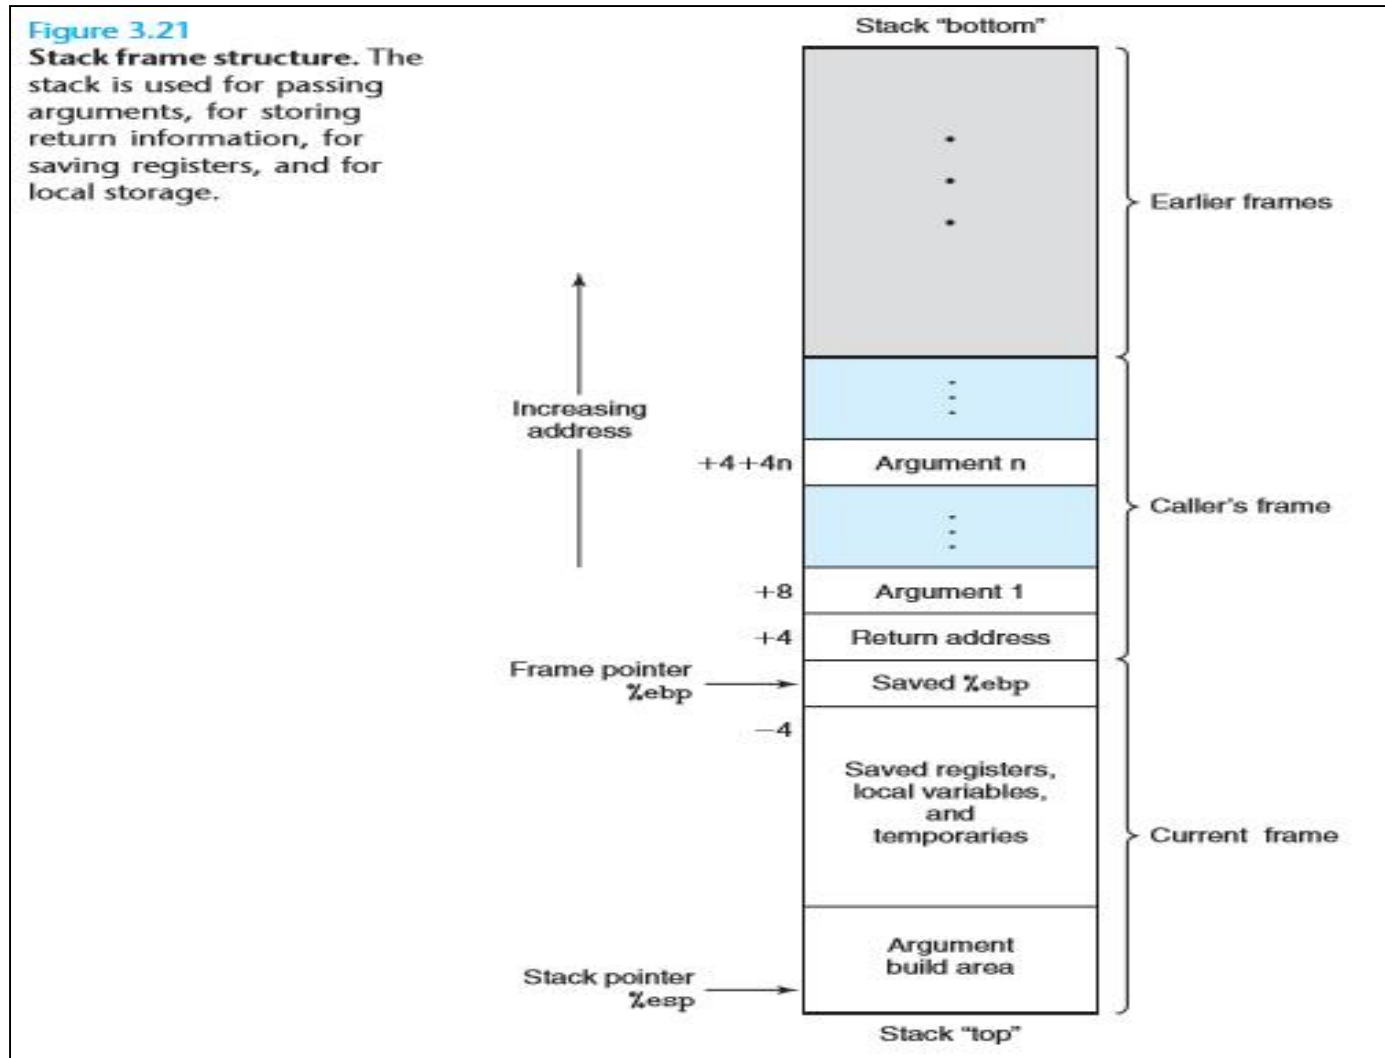 Figure 3.21
Stack frame structure. The
stack is used for passing
arguments, for storing
return information, for
saving registers, and for
local storage.
Stack “bottom”
Earlier frames
Increasing
address
+4+4n
Argument n
Caller’s frame
+8
Argument 1
+4
Return address
Frame pointer
%ebp
Saved %ebp
−4
Saved registers,
local variables,
and
temporaries
Current frame
Argument
build area
Stack pointer
%esp
Stack “top”